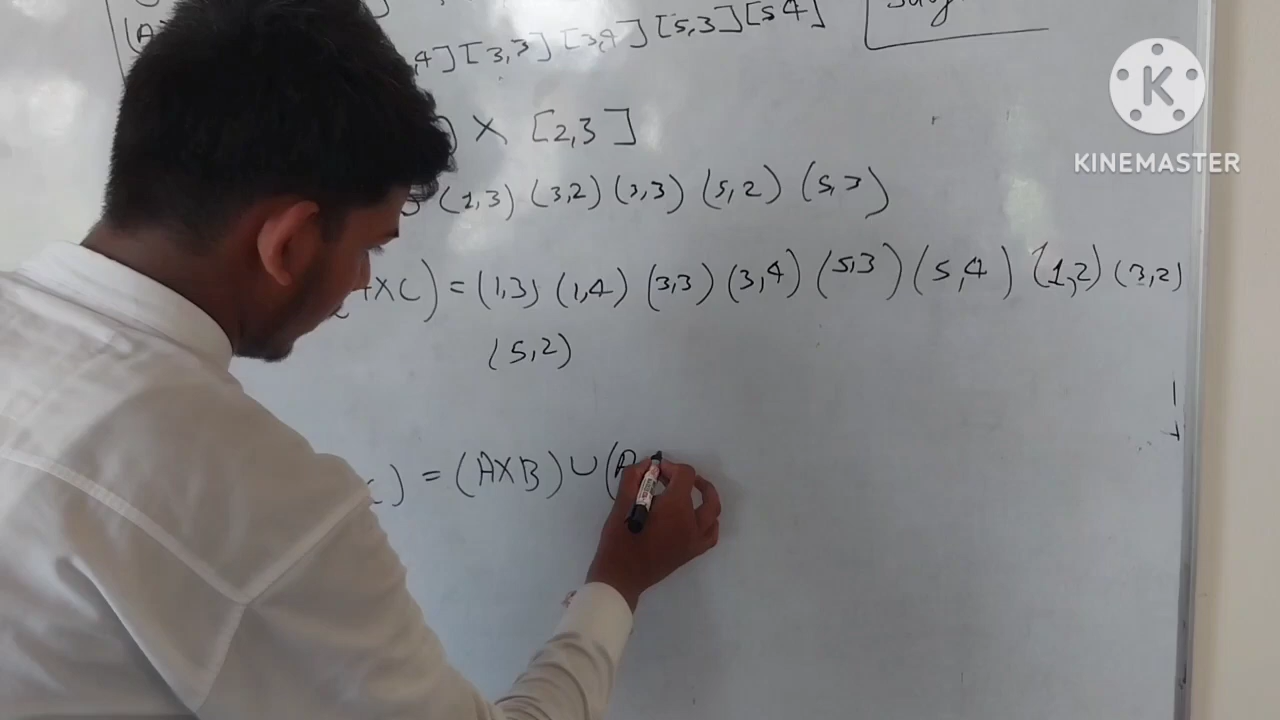 ,4] [3,3] [3,4] [5,3] [5 4]
) X [2,3]
(1,3) (3,2) (3,3) (5,2) (5,3)
AXC) = (1,3) (1,4) (3,3) (3,4) (5,3) (5,4) (1,2) (3,2)
(5,2)
C) = (AXB) ∪ (A
KINEMASTER